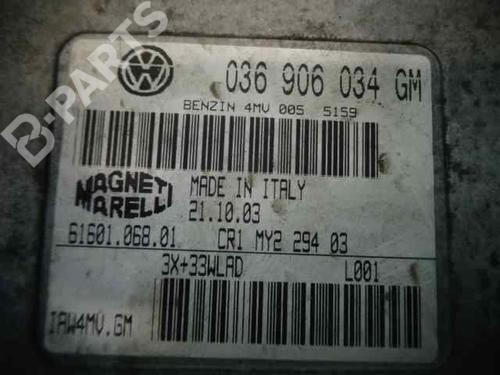 036 906 034 GM
BENZIN 4MV 005 5159
MAGNETI
MARELLI
MADE IN ITALY
21.10.03
61601.068.01 CR1 MY2 294 03
3X+33WLAD L001
IAW4MV.GM
B-PARTS
B-PARTS